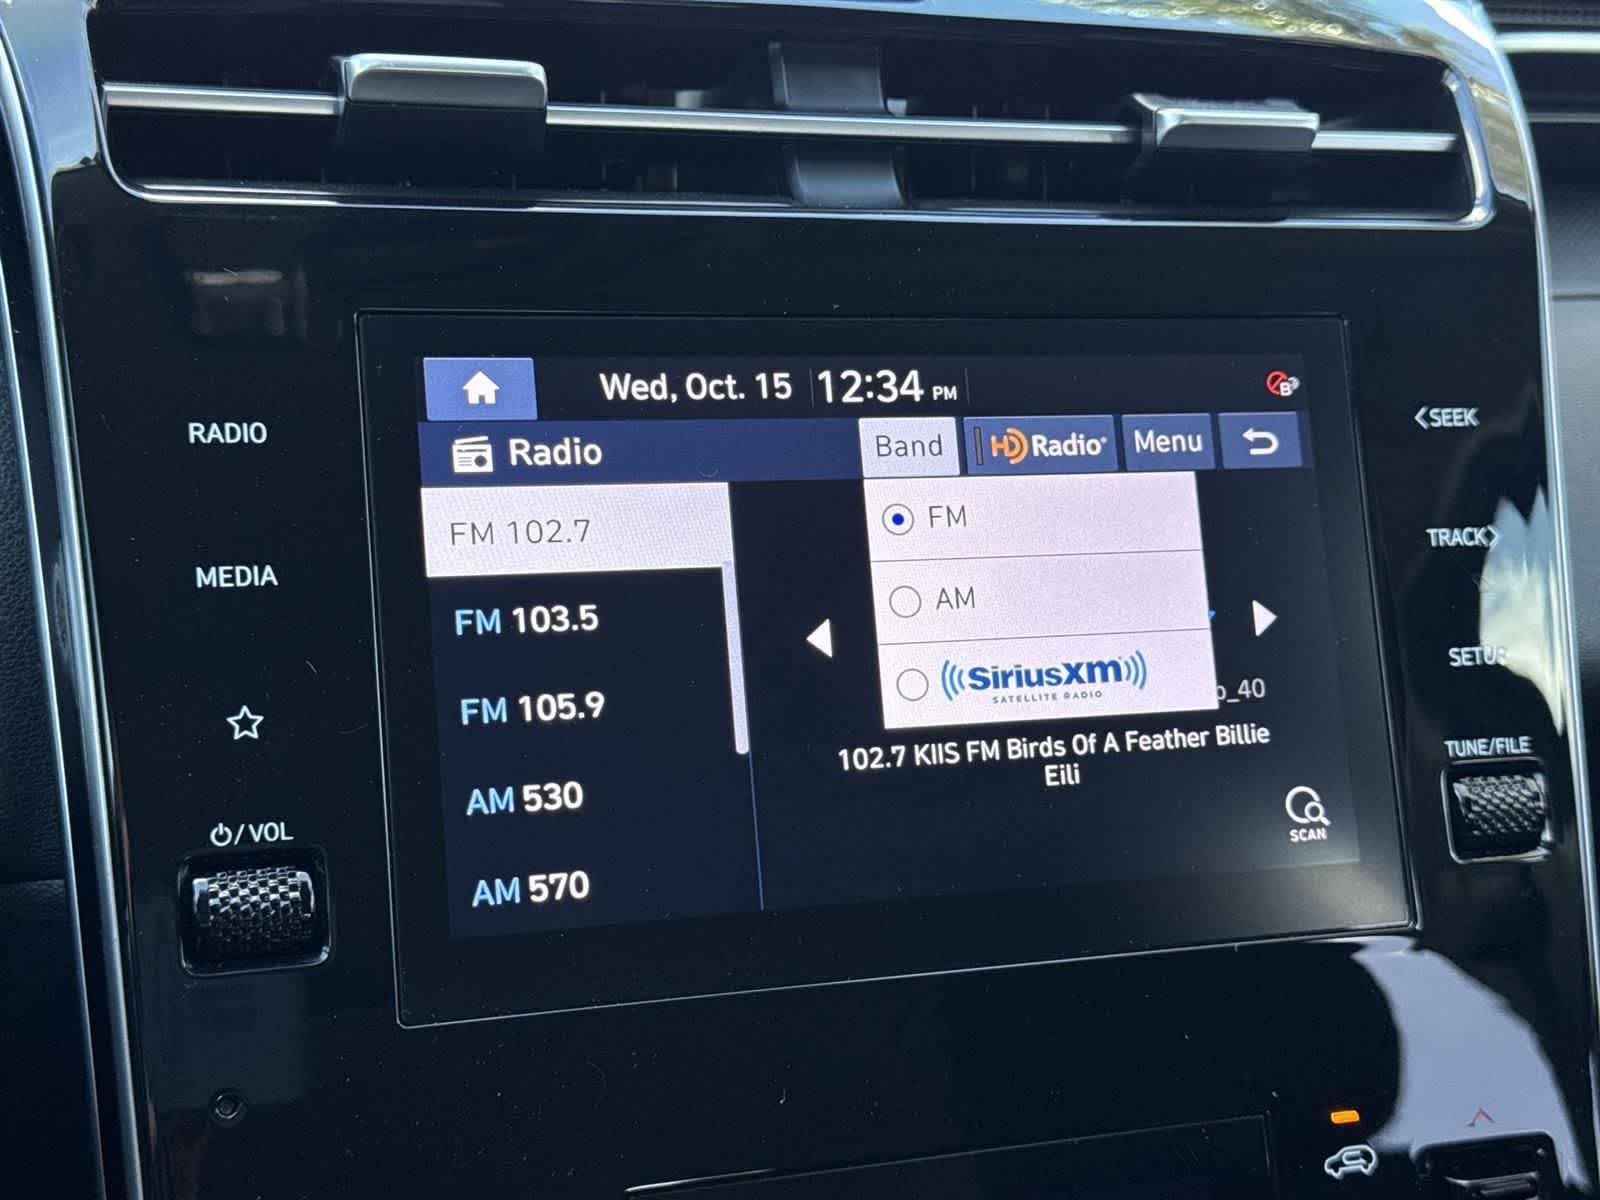 Wed, Oct. 15 12:34 PM
B
Radio Band HD Radio® Menu
RADIO
<SEEK
FM 102.7
FM
TRACK>
MEDIA
FM 103.5
AM
SETUP
FM 105.9
SiriusXM
SATELLITE RADIO
_40
102.7 KIIS FM Birds Of A Feather Billie
Eili
TUNE/FILE
AM 530
SCAN
/VOL
AM 570